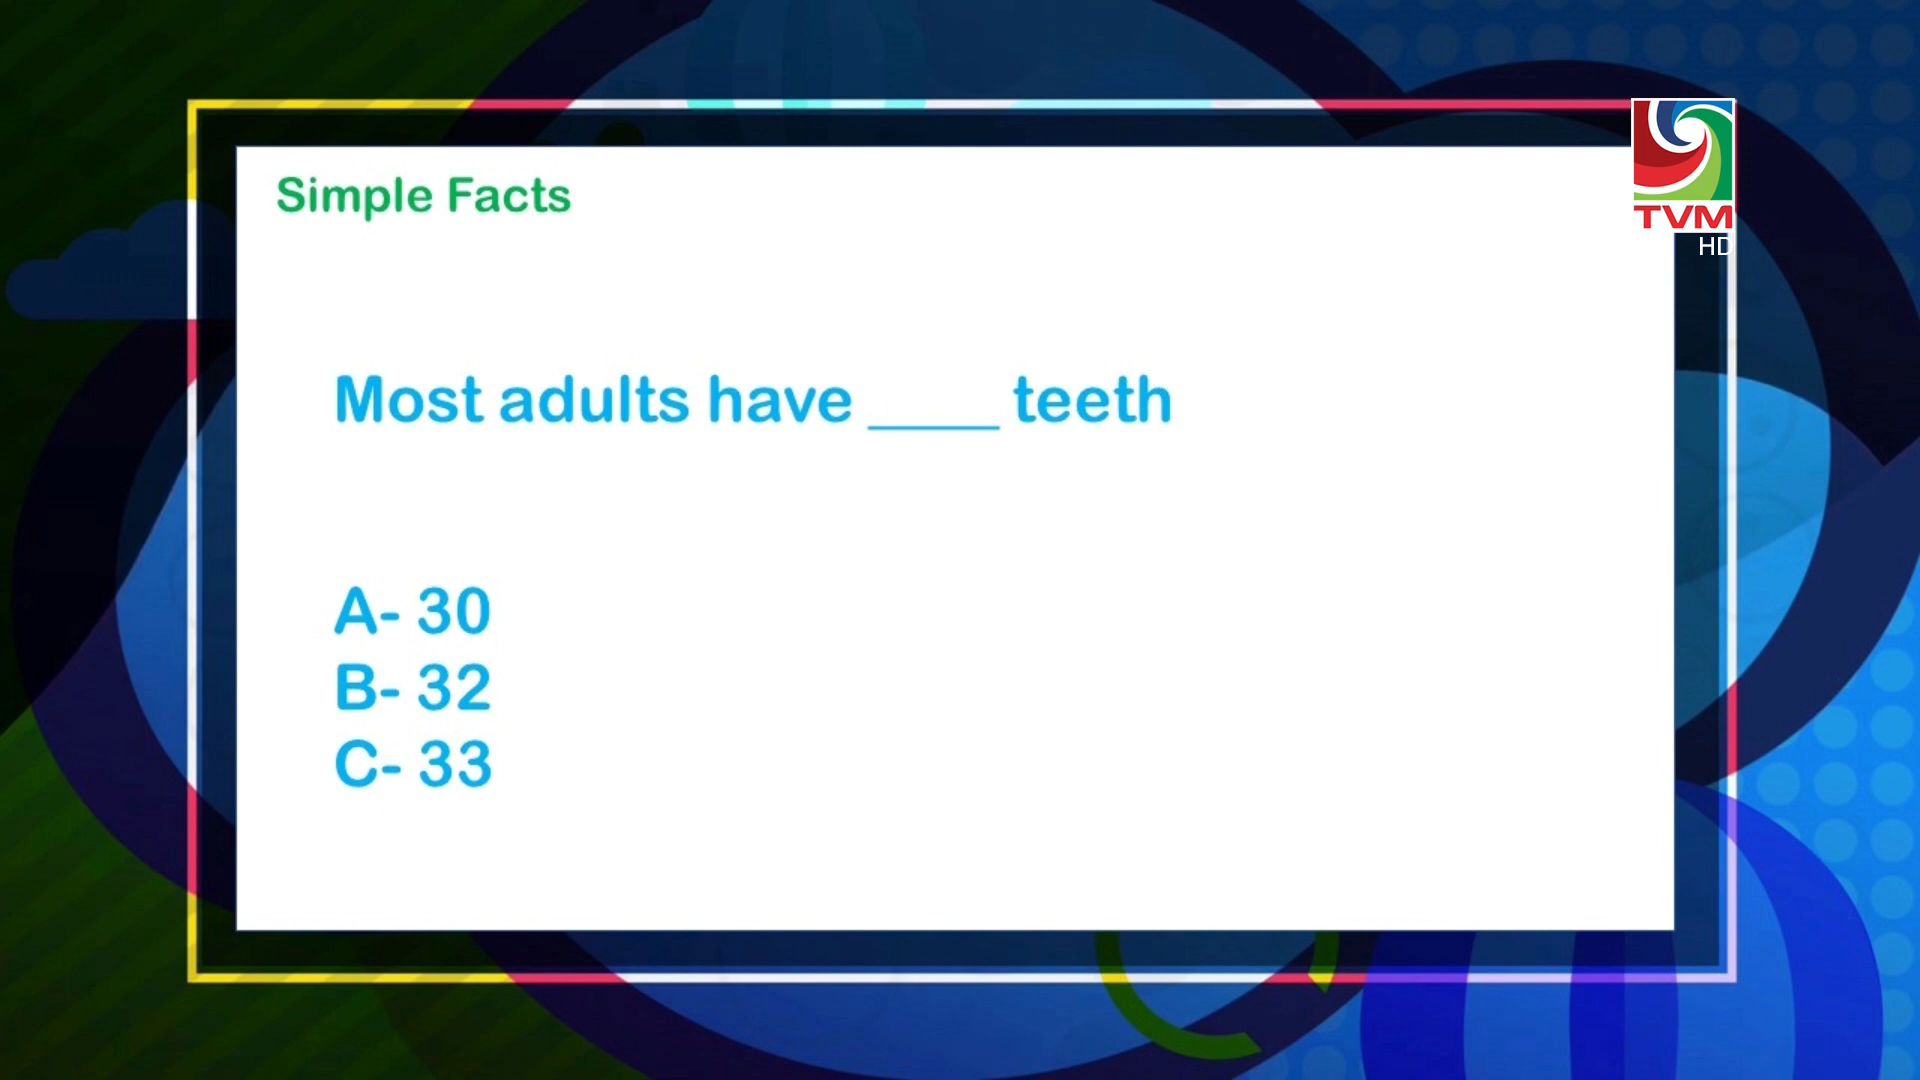 Simple Facts
TVM
HD
Most adults have ____ teeth
A- 30
B- 32
C- 33